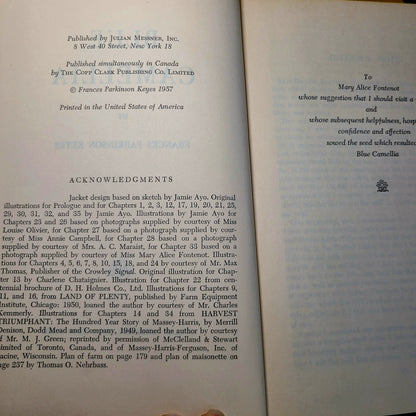 Published by JULIAN MESSNER, INC.
8 West 40 Street, New York 18
Published simultaneously in Canada
by THE COPP CLARK PUBLISHING CO. LIMITED
© Frances Parkinson Keyes 1957
Printed in the United States of America
ACKNOWLEDGMENTS
Jacket design based on sketch by Jamie Ayo. Original
illustrations for Prologue and for Chapters 1, 2, 3, 12, 17, 19, 20, 21, 25,
29, 30, 31, 32, and 35 by Jamie Ayo. Illustrations by Jamie Ayo for
Chapters 23 and 26 based on photograph supplied by courtesy of Miss
Louise Olivier, for Chapter 27 based on photograph supplied by cour-
tesy of Miss Annie Campbell, for Chapter 28 based on a photograph
supplied by courtesy of Mrs. A. C. Maraist, for Chapter 33 based on
a photograph supplied by courtesy of Miss Mary Alice Fontenot. Illustra-
tions for Chapters 4, 5, 6, 7, 8, 10, 15, 18, and 24 by courtesy of Mr. Max
Thomas, Publisher of the Crowley Signal. Original illustration for Chap-
ter 13 by Charlene Chataignier. Illustration for Chapter 22 from cen-
tennial brochure of D. H. Holmes Co., Ltd. Illustrations for Chapters 9,
11, and 16, from LAND OF PLENTY, published by Farm Equipment
Institute, Chicago: 1950, loaned the author by courtesy of Mr. Charles
Kemmerly. Illustrations for Chapters 14 and 34 from HARVEST
TRIUMPHANT: The Hundred Year Story of Massey-Harris, by Merrill
Denison, Dodd Mead and Company, 1949, loaned the author by courtesy
of Mr. M. J. Green; reprinted by permission of McClelland & Stewart
Limited of Toronto, Canada, and of Massey-Harris-Ferguson, Inc. of
Racine, Wisconsin. Plan of farm on page 179 and plan of maisonette on
page 237 by Thomas O. Nehrbass.
To
Mary Alice Fontenot
whose suggestion that I should visit a
and
whose subsequent helpfulness, hosp
confidence and affection
sowed the seed which resulted
Blue Camellia